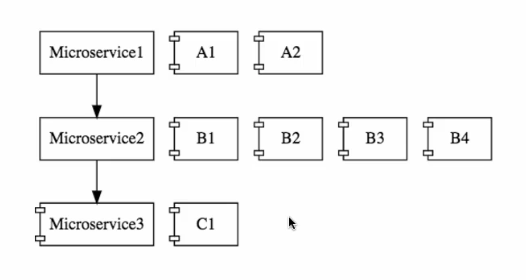 Microservice1 A1 A2
Microservice2 B1 B2 B3 B4
Microservice3 C1